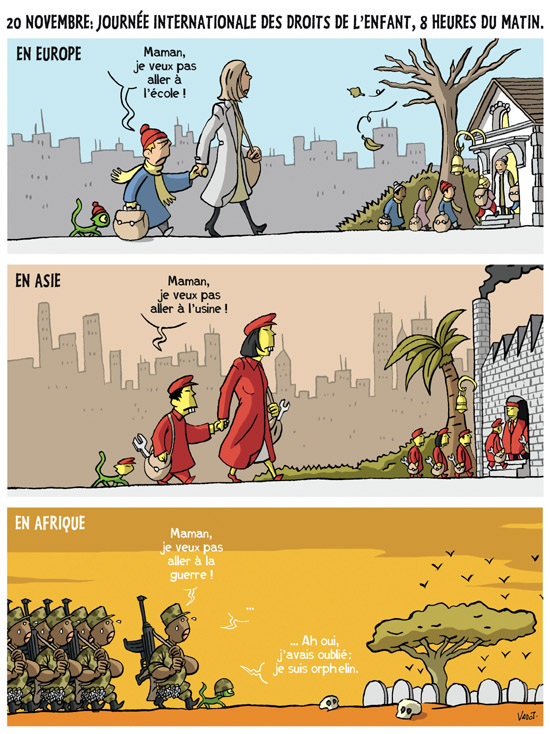 20 NOVEMBRE: JOURNÉE INTERNATIONALE DES DROITS DE L'ENFANT, 8 HEURES DU MATIN.
EN EUROPE
Maman,
je veux pas
aller à
l'école !
EN ASIE
Maman,
je veux pas
aller à l'usine !
EN AFRIQUE
Maman,
je veux pas
aller à la
guerre !
...
... Ah oui,
j'avais oublié:
je suis orphelin.
VADOT.